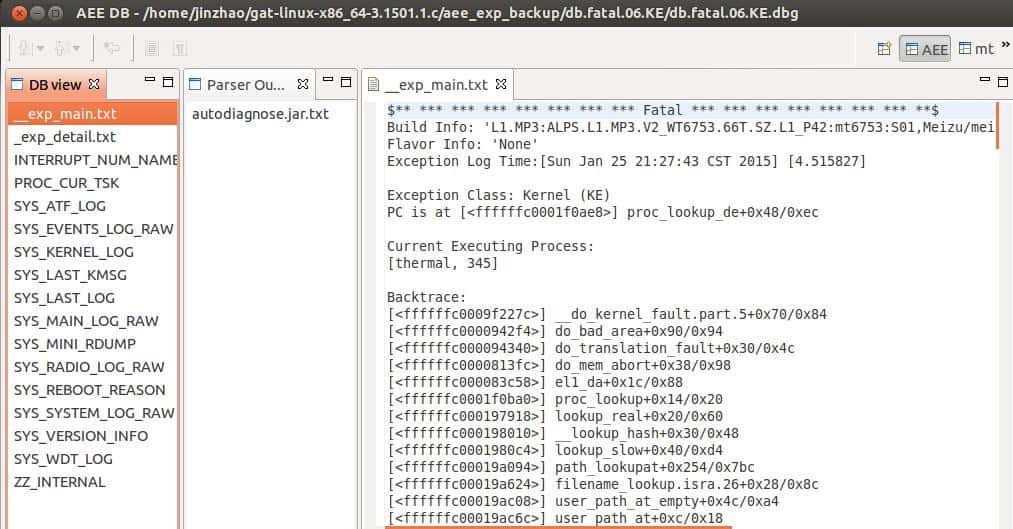 AEE DB - /home/jinzhao/gat-linux-x86_64-3.1501.1.c/aee_exp_backup/db.fatal.06.KE/db.fatal.06.KE.dbg
AEE
mt
»
DB view
__exp_main.txt
_exp_detail.txt
INTERRUPT_NUM_NAME
PROC_CUR_TSK
SYS_ATF_LOG
SYS_EVENTS_LOG_RAW
SYS_KERNEL_LOG
SYS_LAST_KMSG
SYS_LAST_LOG
SYS_MAIN_LOG_RAW
SYS_MINI_RDUMP
SYS_RADIO_LOG_RAW
SYS_REBOOT_REASON
SYS_SYSTEM_LOG_RAW
SYS_VERSION_INFO
SYS_WDT_LOG
ZZ_INTERNAL
Parser Ou...
autodiagnose.jar.txt
__exp_main.txt
$** *** *** *** *** *** *** *** Fatal *** *** *** *** *** *** *** **$
Build Info: 'L1.MP3:ALPS.L1.MP3.V2_WT6753.66T.SZ.L1_P42:mt6753:S01,Meizu/mei
Flavor Info: 'None'
Exception Log Time:[Sun Jan 25 21:27:43 CST 2015] [4.515827]
Exception Class: Kernel (KE)
PC is at [<ffffffc0001f0ae8>] proc_lookup_de+0x48/0xec
Current Executing Process:
[thermal, 345]
Backtrace:
[<ffffffc0009f227c>] __do_kernel_fault.part.5+0x70/0x84
[<ffffffc0000942f4>] do_bad_area+0x90/0x94
[<ffffffc000094340>] do_translation_fault+0x30/0x4c
[<ffffffc0000813fc>] do_mem_abort+0x38/0x98
[<ffffffc000083c58>] el1_da+0x1c/0x88
[<ffffffc0001f0ba0>] proc_lookup+0x14/0x20
[<ffffffc000197918>] lookup_real+0x20/0x60
[<ffffffc000198010>] __lookup_hash+0x30/0x48
[<ffffffc0001980c4>] lookup_slow+0x40/0xd4
[<ffffffc00019a094>] path_lookupat+0x254/0x7bc
[<ffffffc00019a624>] filename_lookup.isra.26+0x28/0x8c
[<ffffffc00019ac08>] user_path_at_empty+0x4c/0xa4
[<ffffffc00019ac6c>] user_path_at+0xc/0x18